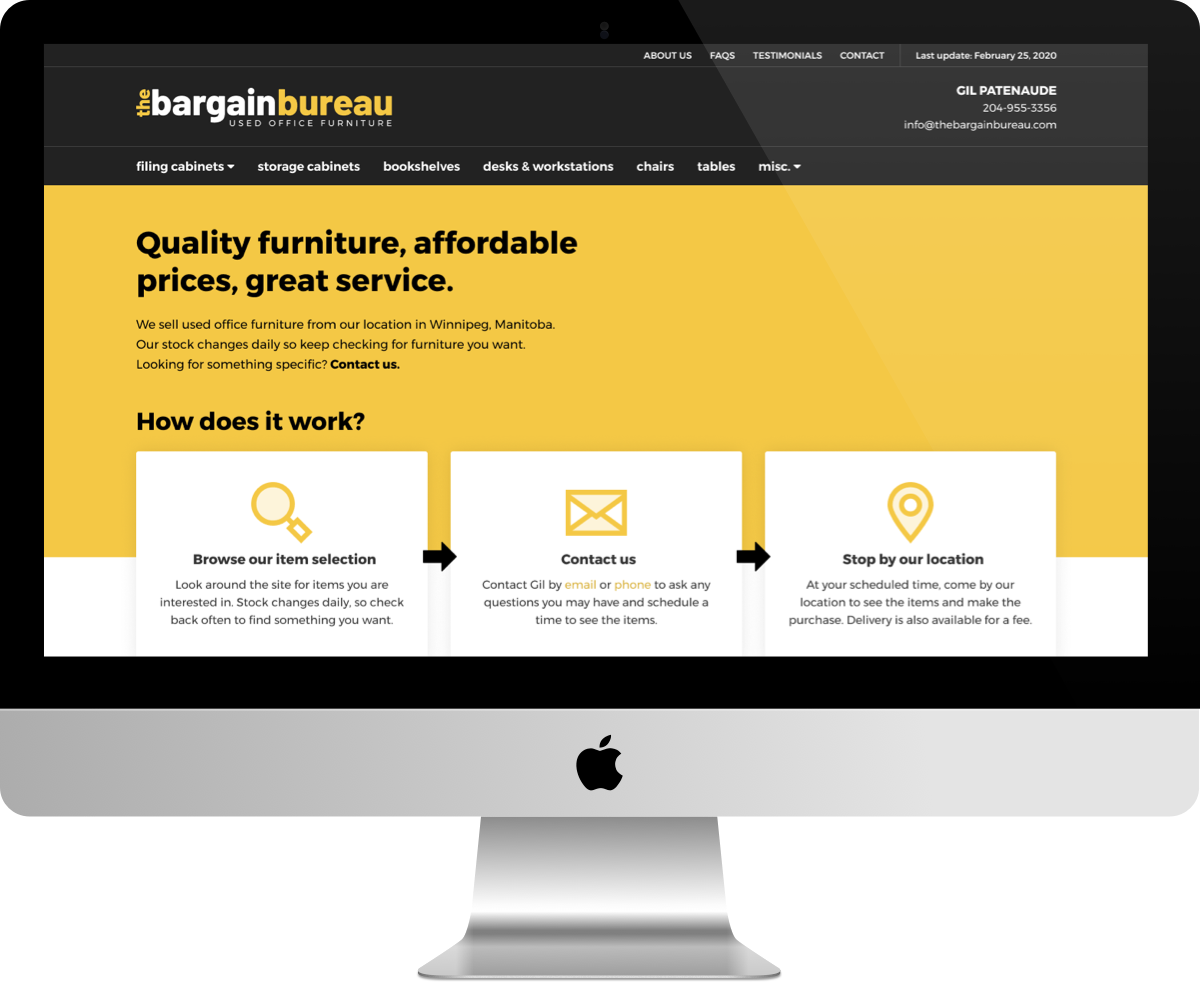 ABOUT US FAQS TESTIMONIALS CONTACT Last update: February 25, 2020
thebargainbureau
USED OFFICE FURNITURE
GIL PATENAUDE
204-955-3356
info@thebargainbureau.com
filing cabinets storage cabinets bookshelves desks & workstations chairs tables misc.
Quality furniture, affordable
prices, great service.
We sell used office furniture from our location in Winnipeg, Manitoba.
Our stock changes daily so keep checking for furniture you want.
Looking for something specific? Contact us.
How does it work?
Browse our item selection
Look around the site for items you are
interested in. Stock changes daily, so check
back often to find something you want.
Contact us
Contact Gil by email or phone to ask any
questions you may have and schedule a
time to see the items.
Stop by our location
At your scheduled time, come by our
location to see the items and make the
purchase. Delivery is also available for a fee.